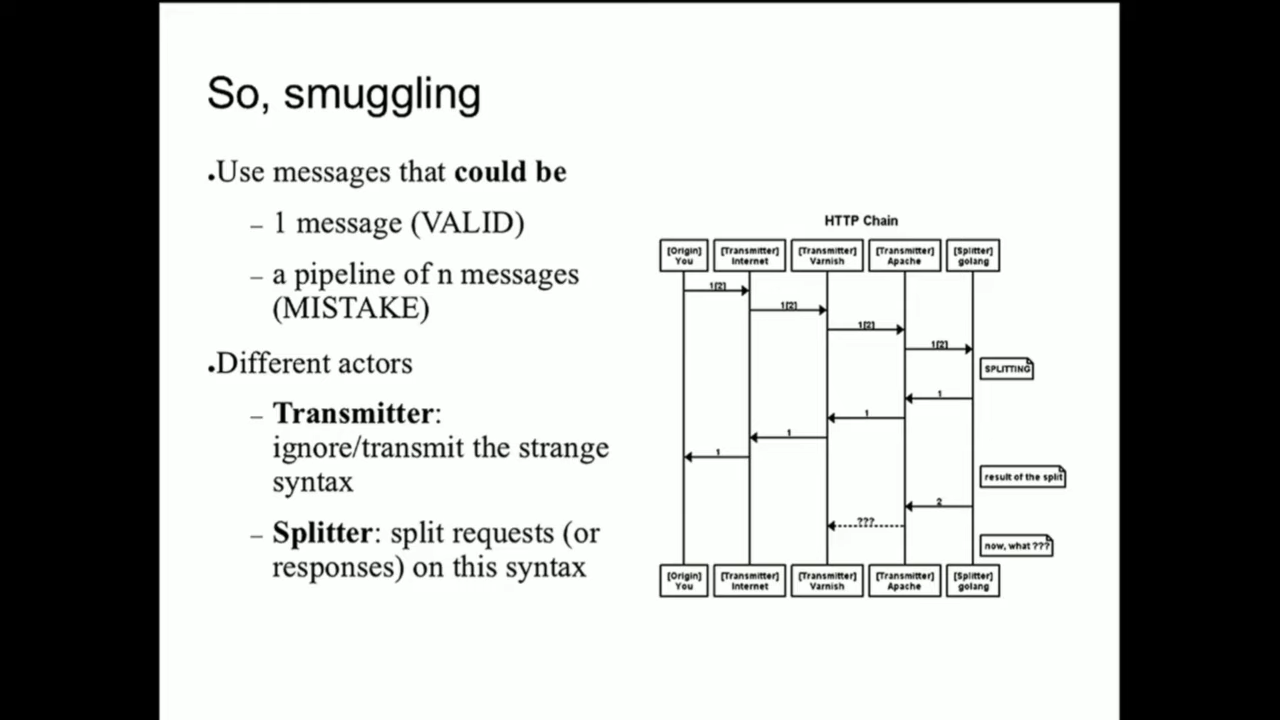 So, smuggling
•Use messages that could be
– 1 message (VALID)
– a pipeline of n messages
(MISTAKE)
•Different actors
– Transmitter:
ignore/transmit the strange
syntax
– Splitter: split requests (or
responses) on this syntax
HTTP Chain
[Origin] [Transmitter] [Transmitter] [Transmitter] [Splitter]
You Internet Varnish Apache golang
1[2]
1[2]
1[2]
1[2]
SPLITTING
1
1
1
1
result of the split
2
???
now, what ???
[Origin] [Transmitter] [Transmitter] [Transmitter] [Splitter]
You Internet Varnish Apache golang